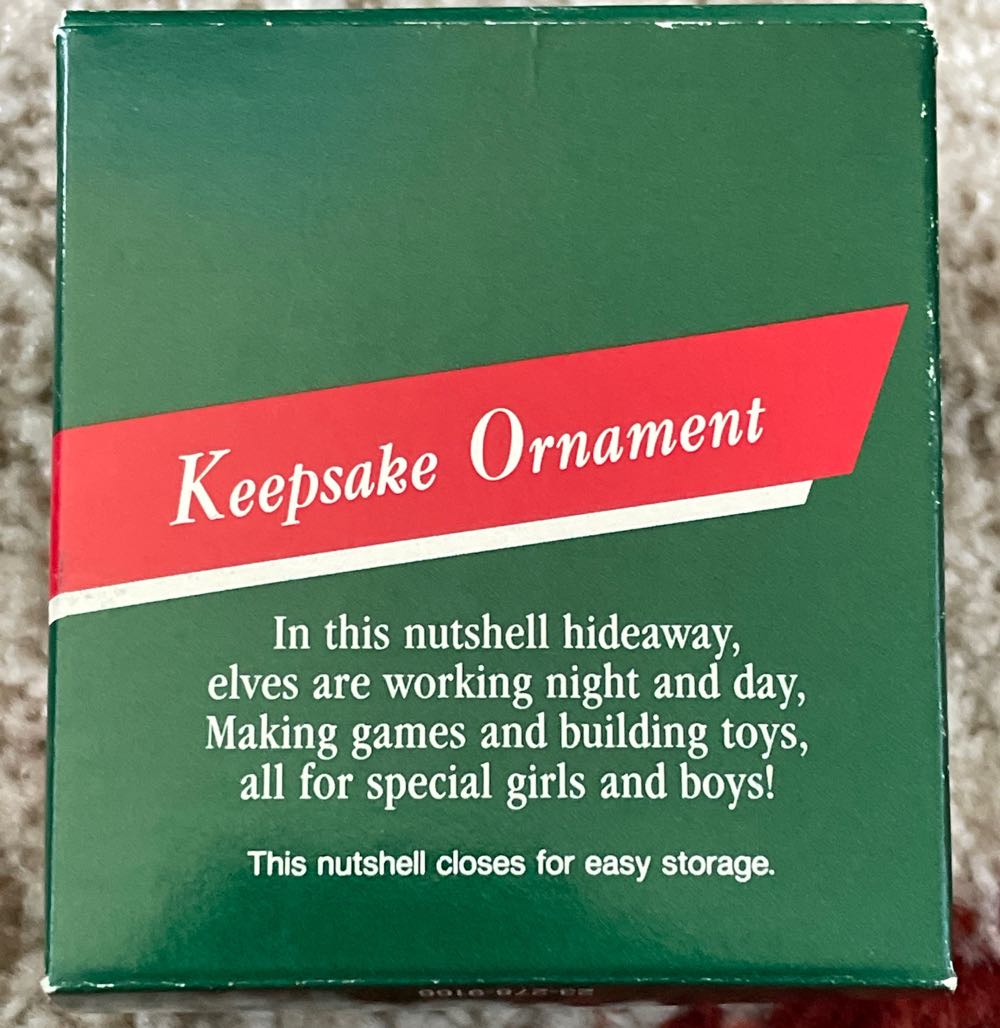 Keepsake Ornament
In this nutshell hideaway,
elves are working night and day,
Making games and building toys,
all for special girls and boys!
This nutshell closes for easy storage.